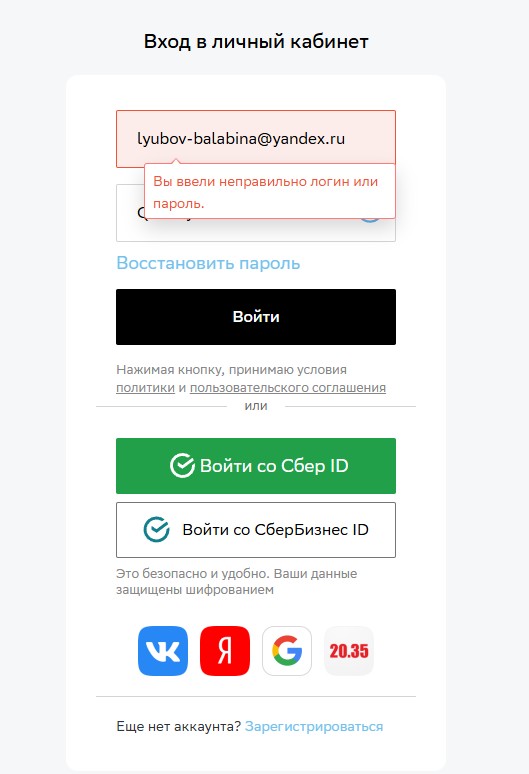 Вход в личный кабинет
lyubov-balabina@yandex.ru
Вы ввели неправильно логин или
пароль.
Восстановить пароль
Войти
Нажимая кнопку, принимаю условия
политики и пользовательского соглашения
или
Войти со Сбер ID
Войти со СберБизнес ID
Это безопасно и удобно. Ваши данные
защищены шифрованием
Я
20.35
Еще нет аккаунта? Зарегистрироваться